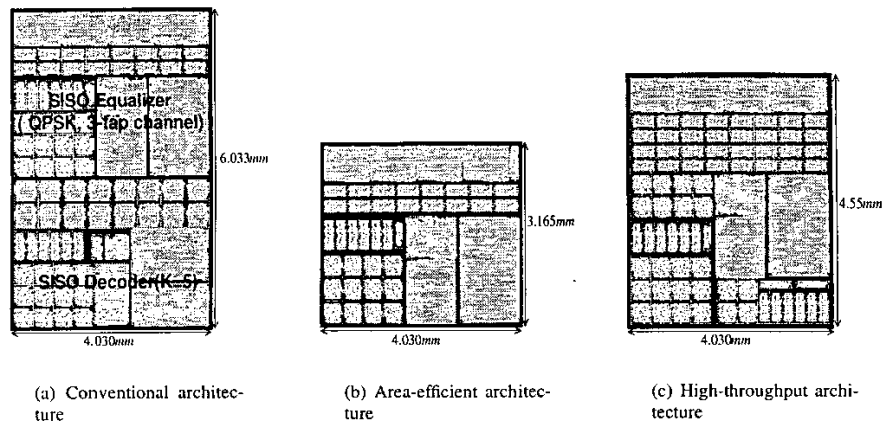 SISO Equalizer
( QPSK, 3-tap channel)
6.033mm
SISO Decoder(K=5)
4.030mm
3.165mm
4.030mm
4.55mm
4.030mm
(a) Conventional architec-
ture
(b) Area-efficient architec-
ture
(c) High-throughput archi-
tecture